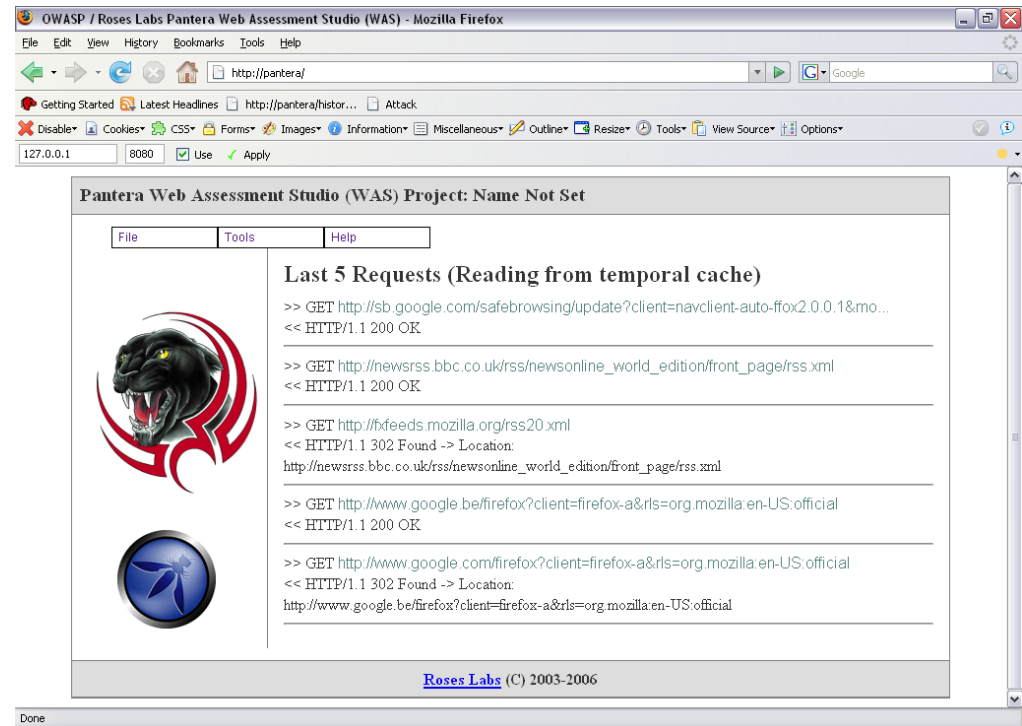 OWASP / Roses Labs Pantera Web Assessment Studio (WAS) - Mozilla Firefox
File Edit View History Bookmarks Tools Help
http://pantera/ G Google
Getting Started Latest Headlines http://pantera/histor... Attack
Disable Cookies CSS Forms Images Information Miscellaneous Outline Resize Tools View Source Options
127.0.0.1 8080 Use Apply
Pantera Web Assessment Studio (WAS) Project: Name Not Set
File Tools Help
Last 5 Requests (Reading from temporal cache)
>> GET http://sb.google.com/safebrowsing/update?client=navclient-auto-ffox2.0.0.1&mo...
<< HTTP/1.1 200 OK
>> GET http://newsrss.bbc.co.uk/rss/newsonline_world_edition/front_page/rss.xml
<< HTTP/1.1 200 OK
>> GET http://fxfeeds.mozilla.org/rss20.xml
<< HTTP/1.1 302 Found -> Location:
http://newsrss.bbc.co.uk/rss/newsonline_world_edition/front_page/rss.xml
>> GET http://www.google.be/firefox?client=firefox-a&rls=org.mozilla:en-US:official
<< HTTP/1.1 200 OK
>> GET http://www.google.com/firefox?client=firefox-a&rls=org.mozilla:en-US:official
<< HTTP/1.1 302 Found -> Location:
http://www.google.be/firefox?client=firefox-a&rls=org.mozilla:en-US:official
Roses Labs (C) 2003-2006
Done